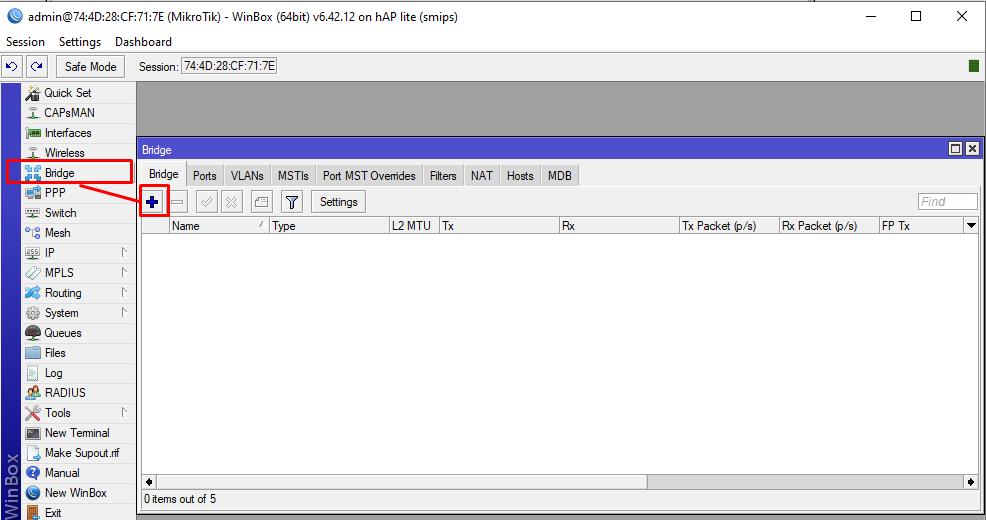 admin@74:4D:28:CF:71:7E (MikroTik) - WinBox (64bit) v6.42.12 on hAP lite (smips)
Session Settings Dashboard
Safe Mode Session: 74:4D:28:CF:71:7E
Quick Set
CAPsMAN
Interfaces
Wireless
Bridge
PPP
Switch
Mesh
IP
MPLS
Routing
System
Queues
Files
Log
RADIUS
Tools
New Terminal
Make Supout.rif
Manual
New WinBox
Exit
WinBox
Bridge
Bridge Ports VLANs MSTIs Port MST Overrides Filters NAT Hosts MDB
Settings Find
Name / Type L2 MTU Tx Rx Tx Packet (p/s) Rx Packet (p/s) FP Tx
0 items out of 5